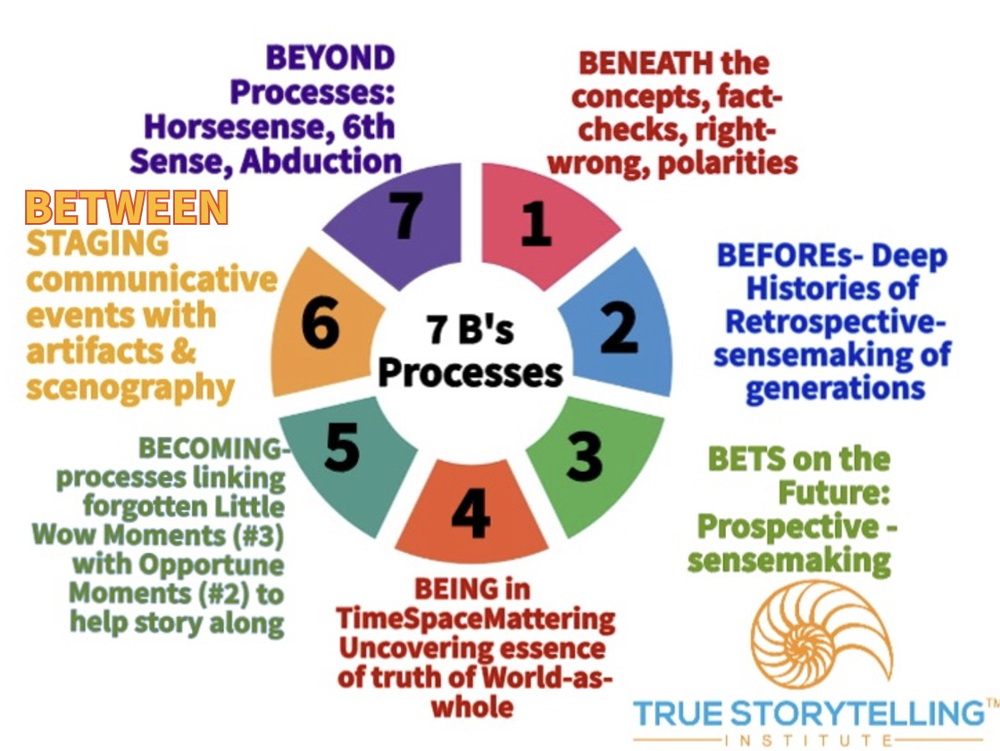 BEYOND
Processes:
Horsesense, 6th
Sense, Abduction
BENEATH the
concepts, fact-
checks, right-
wrong, polarities
BETWEEN
STAGING
communicative
events with
artifacts &
scenography
7
1
6
2
5
3
4
7 B's
Processes
BEFOREs- Deep
Histories of
Retrospective-
sensemaking of
generations
BECOMING-
processes linking
forgotten Little
Wow Moments (#3)
with Opportune
Moments (#2) to
help story along
BETS on the
Future:
Prospective -
sensemaking
BEING in
TimeSpaceMattering
Uncovering essence
of truth of World-as-
whole
TRUE STORYTELLING™
INSTITUTE